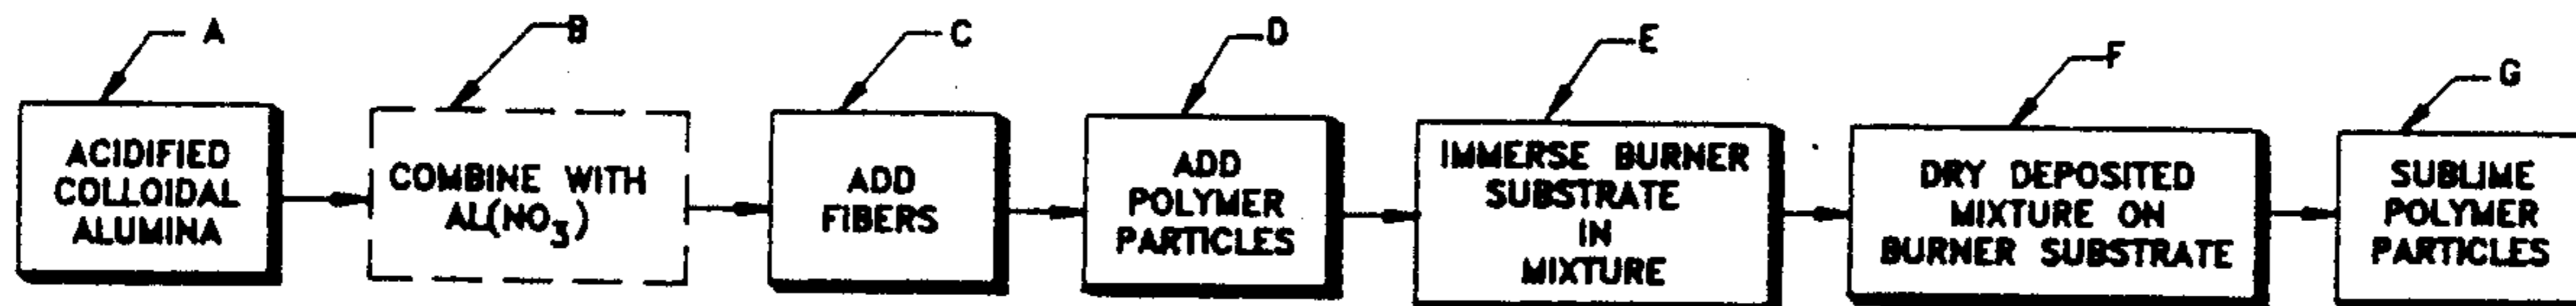 A
B
C
D
E
F
G
ACIDIFIED
COLLOIDAL
ALUMINA
COMBINE WITH
AL(NO3)
ADD
FIBERS
ADD
POLYMER
PARTICLES
IMMERSE BURNER
SUBSTRATE
IN
MIXTURE
DRY DEPOSITED
MIXTURE ON
BURNER SUBSTRATE
SUBLIME
POLYMER
PARTICLES